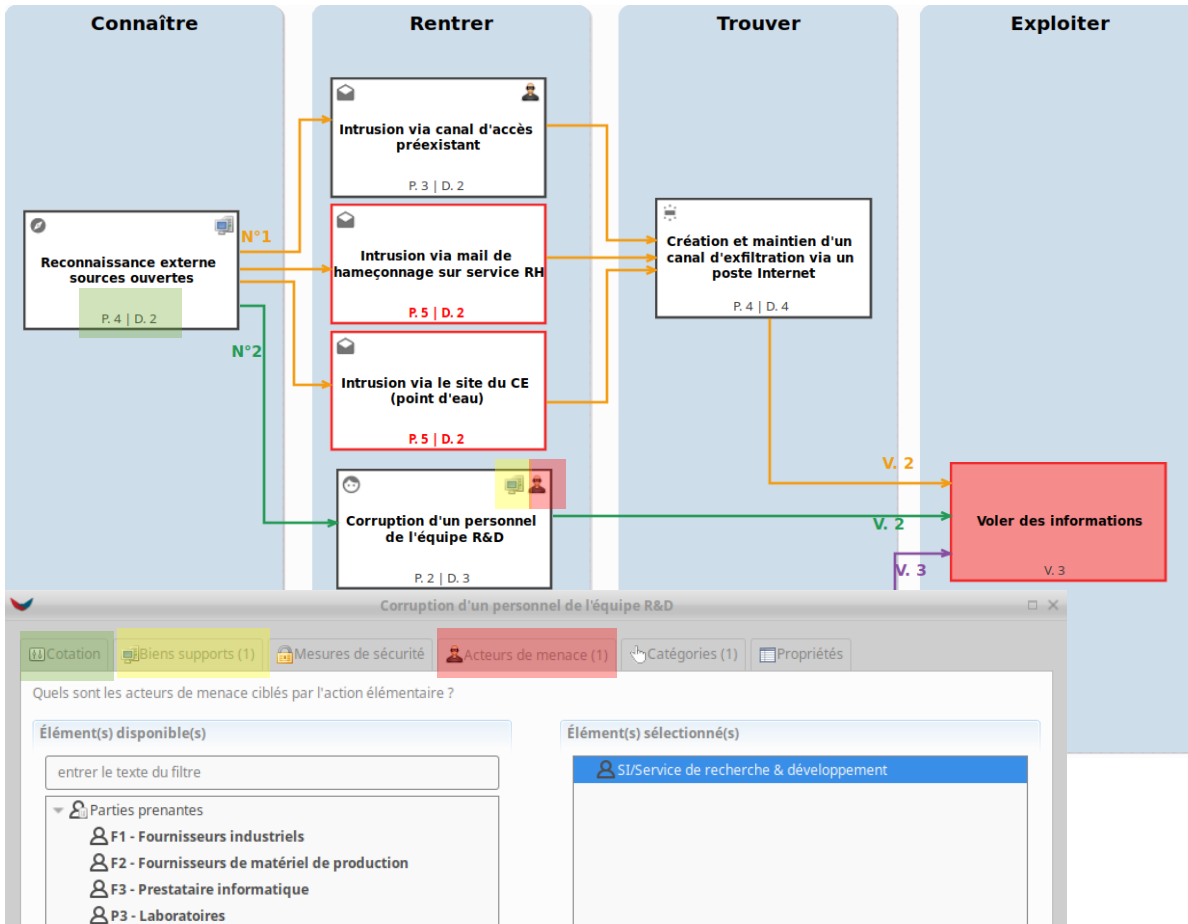 Connaître
Rentrer
Trouver
Exploiter
Intrusion via canal d'accès
préexistant
P. 3 | D. 2
N°1
Reconnaissance externe
sources ouvertes
P. 4 | D. 2
N°2
Intrusion via mail de
hameçonnage sur service RH
P. 5 | D. 2
Création et maintien d'un
canal d'exfiltration via un
poste Internet
P. 4 | D. 4
Intrusion via le site du CE
(point d'eau)
P. 5 | D. 2
V. 2
Corruption d'un personnel
de l'équipe R&D
P. 2 | D. 3
V. 2
V. 3
Voler des informations
V. 3
Corruption d'un personnel de l'équipe R&D
Cotation
Biens supports (1)
Mesures de sécurité
Acteurs de menace (1)
Catégories (1)
Propriétés
Quels sont les acteurs de menace ciblés par l'action élémentaire ?
Élément(s) disponible(s)
Élément(s) sélectionné(s)
entrer le texte du filtre
SI/Service de recherche & développement
Parties prenantes
F1 - Fournisseurs industriels
F2 - Fournisseurs de matériel de production
F3 - Prestataire informatique
P3 - Laboratoires